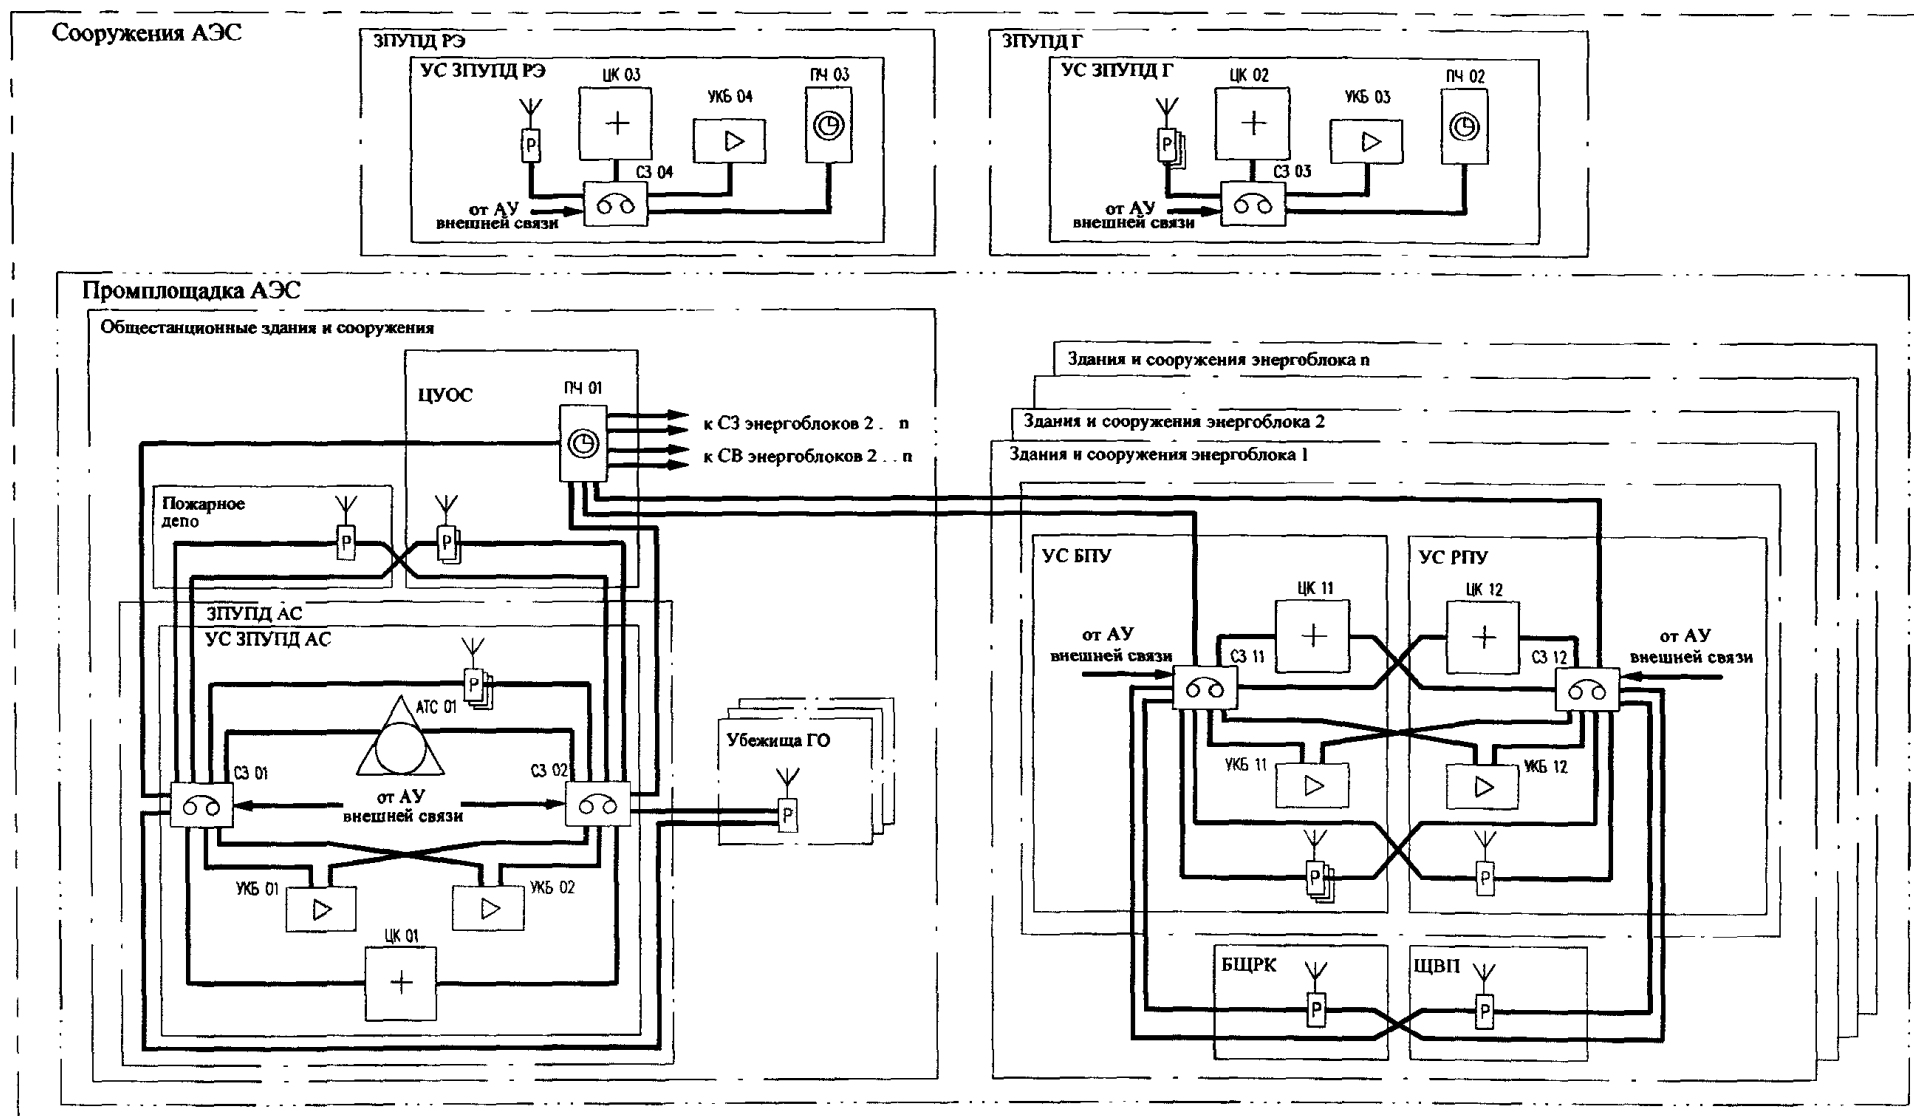 Сооружения АЭС
ЗПУПД РЭ
УС ЗПУПД РЭ
ЦК 03
ПЧ 03
УКБ 04
Р
СЗ 04
от АУ
внешней связи
ЗПУПД Г
УС ЗПУПД Г
ЦК 02
ПЧ 02
УКБ 03
Р
СЗ 03
от АУ
внешней связи
Промплощадка АЭС
Общестанционные здания и сооружения
ЦУОС
ПЧ 01
к СЗ энергоблоков 2 . n
к СВ энергоблоков 2 . . n
Пожарное
депо
Р
Р
ЗПУПД АС
УС ЗПУПД АС
Р
АТС 01
СЗ 01
СЗ 02
от АУ
внешней связи
УКБ 01
УКБ 02
ЦК 01
Убежища ГО
Р
Здания и сооружения энергоблока n
Здания и сооружения энергоблока 2
Здания и сооружения энергоблока 1
УС БПУ
УС РПУ
ЦК 11
ЦК 12
от АУ
внешней связи
СЗ 11
СЗ 12
от АУ
внешней связи
УКБ 11
УКБ 12
Р
Р
БЩРК
Р
ЩВП
Р